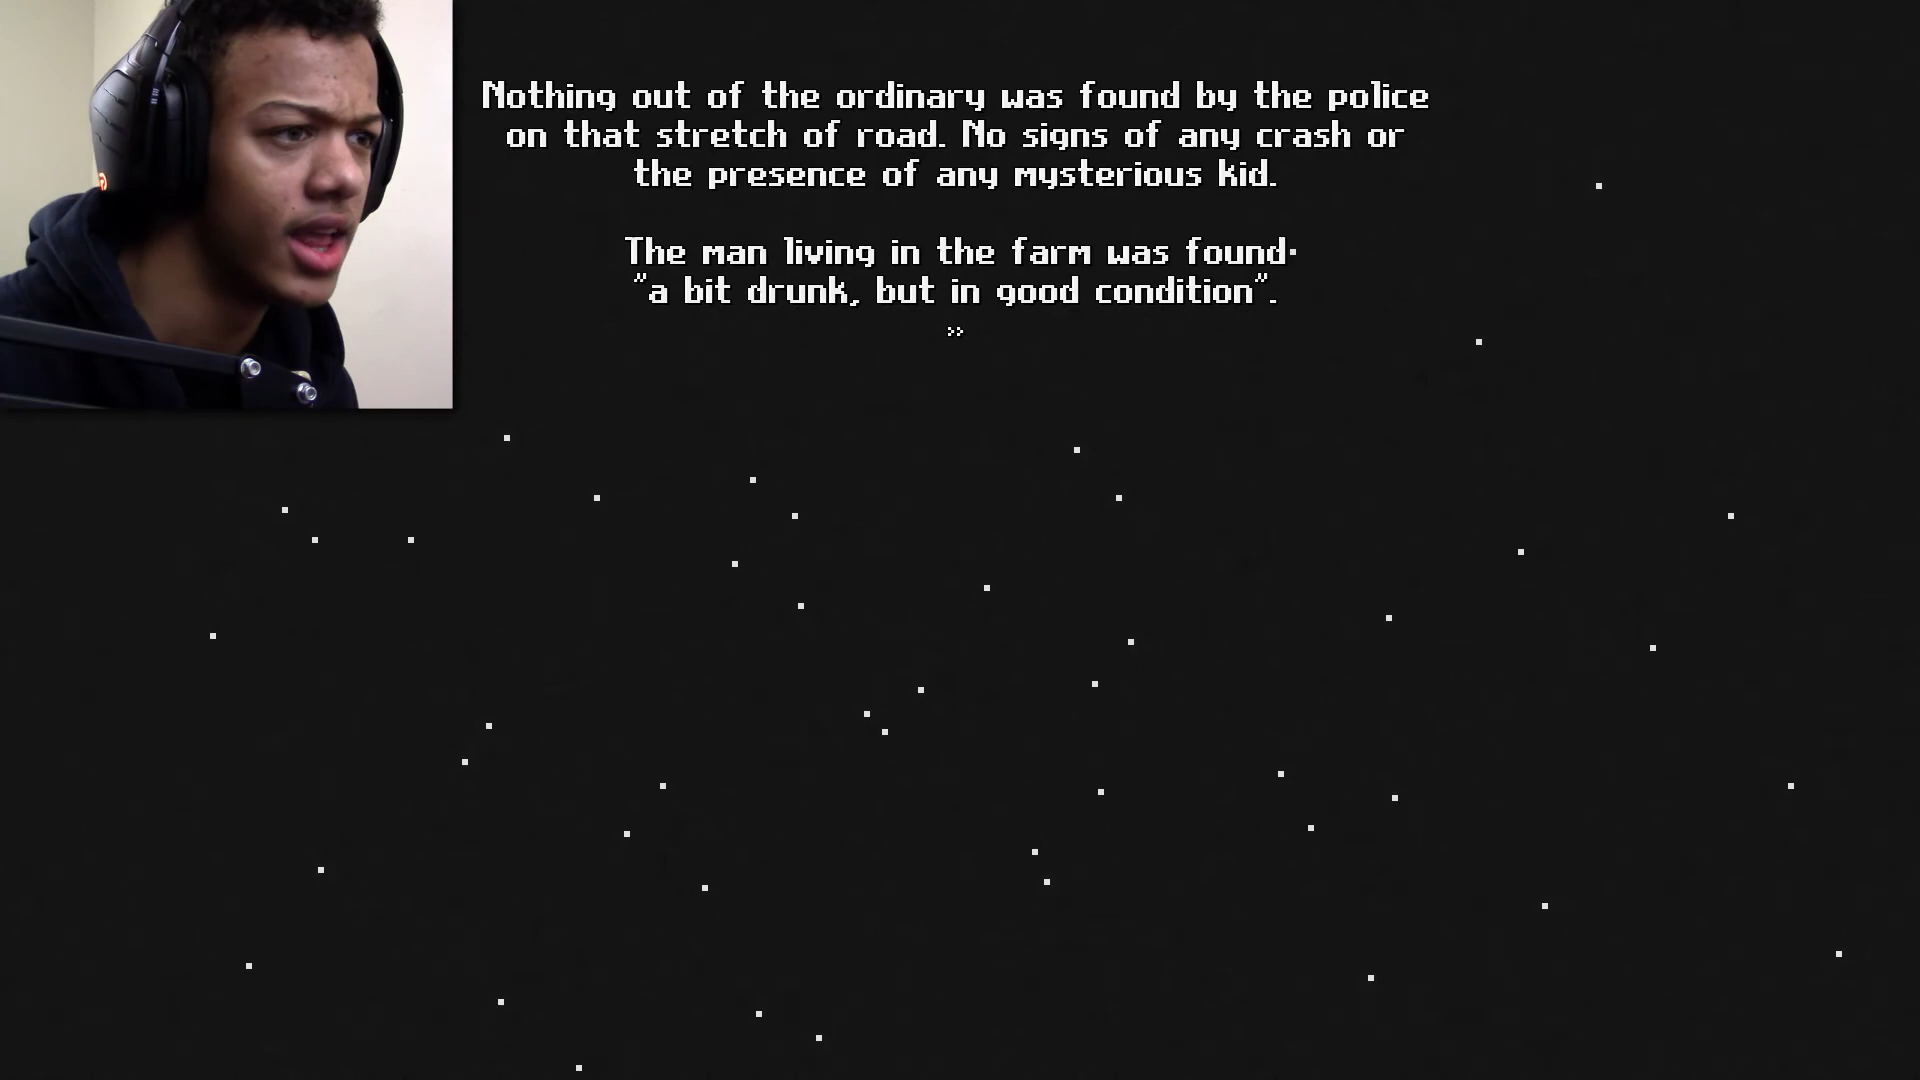 Nothing out of the ordinary was found by the police
on that stretch of road. No signs of any crash or
the presence of any mysterious kid.
The man living in the farm was found·
"a bit drunk, but in good condition".
»